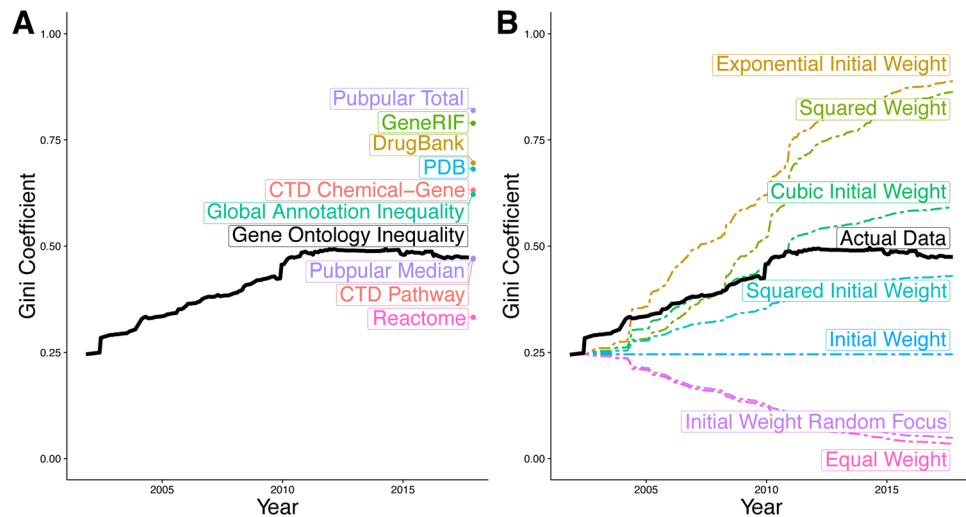 A
1.00
0.75
0.50
0.25
0.00
Gini Coefficient
Pubpular Total
GeneRIF
DrugBank
PDB
CTD Chemical−Gene
Global Annotation Inequality
Gene Ontology Inequality
Pubpular Median
CTD Pathway
Reactome
2005
2010
2015
Year
B
1.00
0.75
0.50
0.25
0.00
Gini Coefficient
Exponential Initial Weight
Squared Weight
Cubic Initial Weight
Actual Data
Squared Initial Weight
Initial Weight
Initial Weight Random Focus
Equal Weight
2005
2010
2015
Year